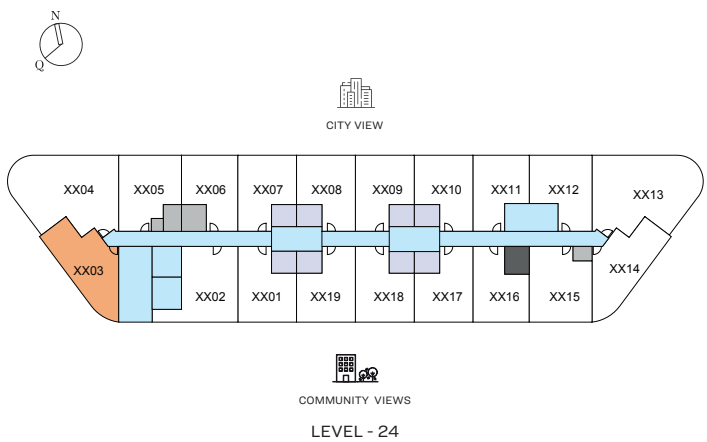 N
Q
CITY VIEW
XX04 XX05 XX06 XX07 XX08 XX09 XX10 XX11 XX12 XX13
XX03 XX14
XX02 XX01 XX19 XX18 XX17 XX16 XX15
COMMUNITY VIEWS
LEVEL - 24